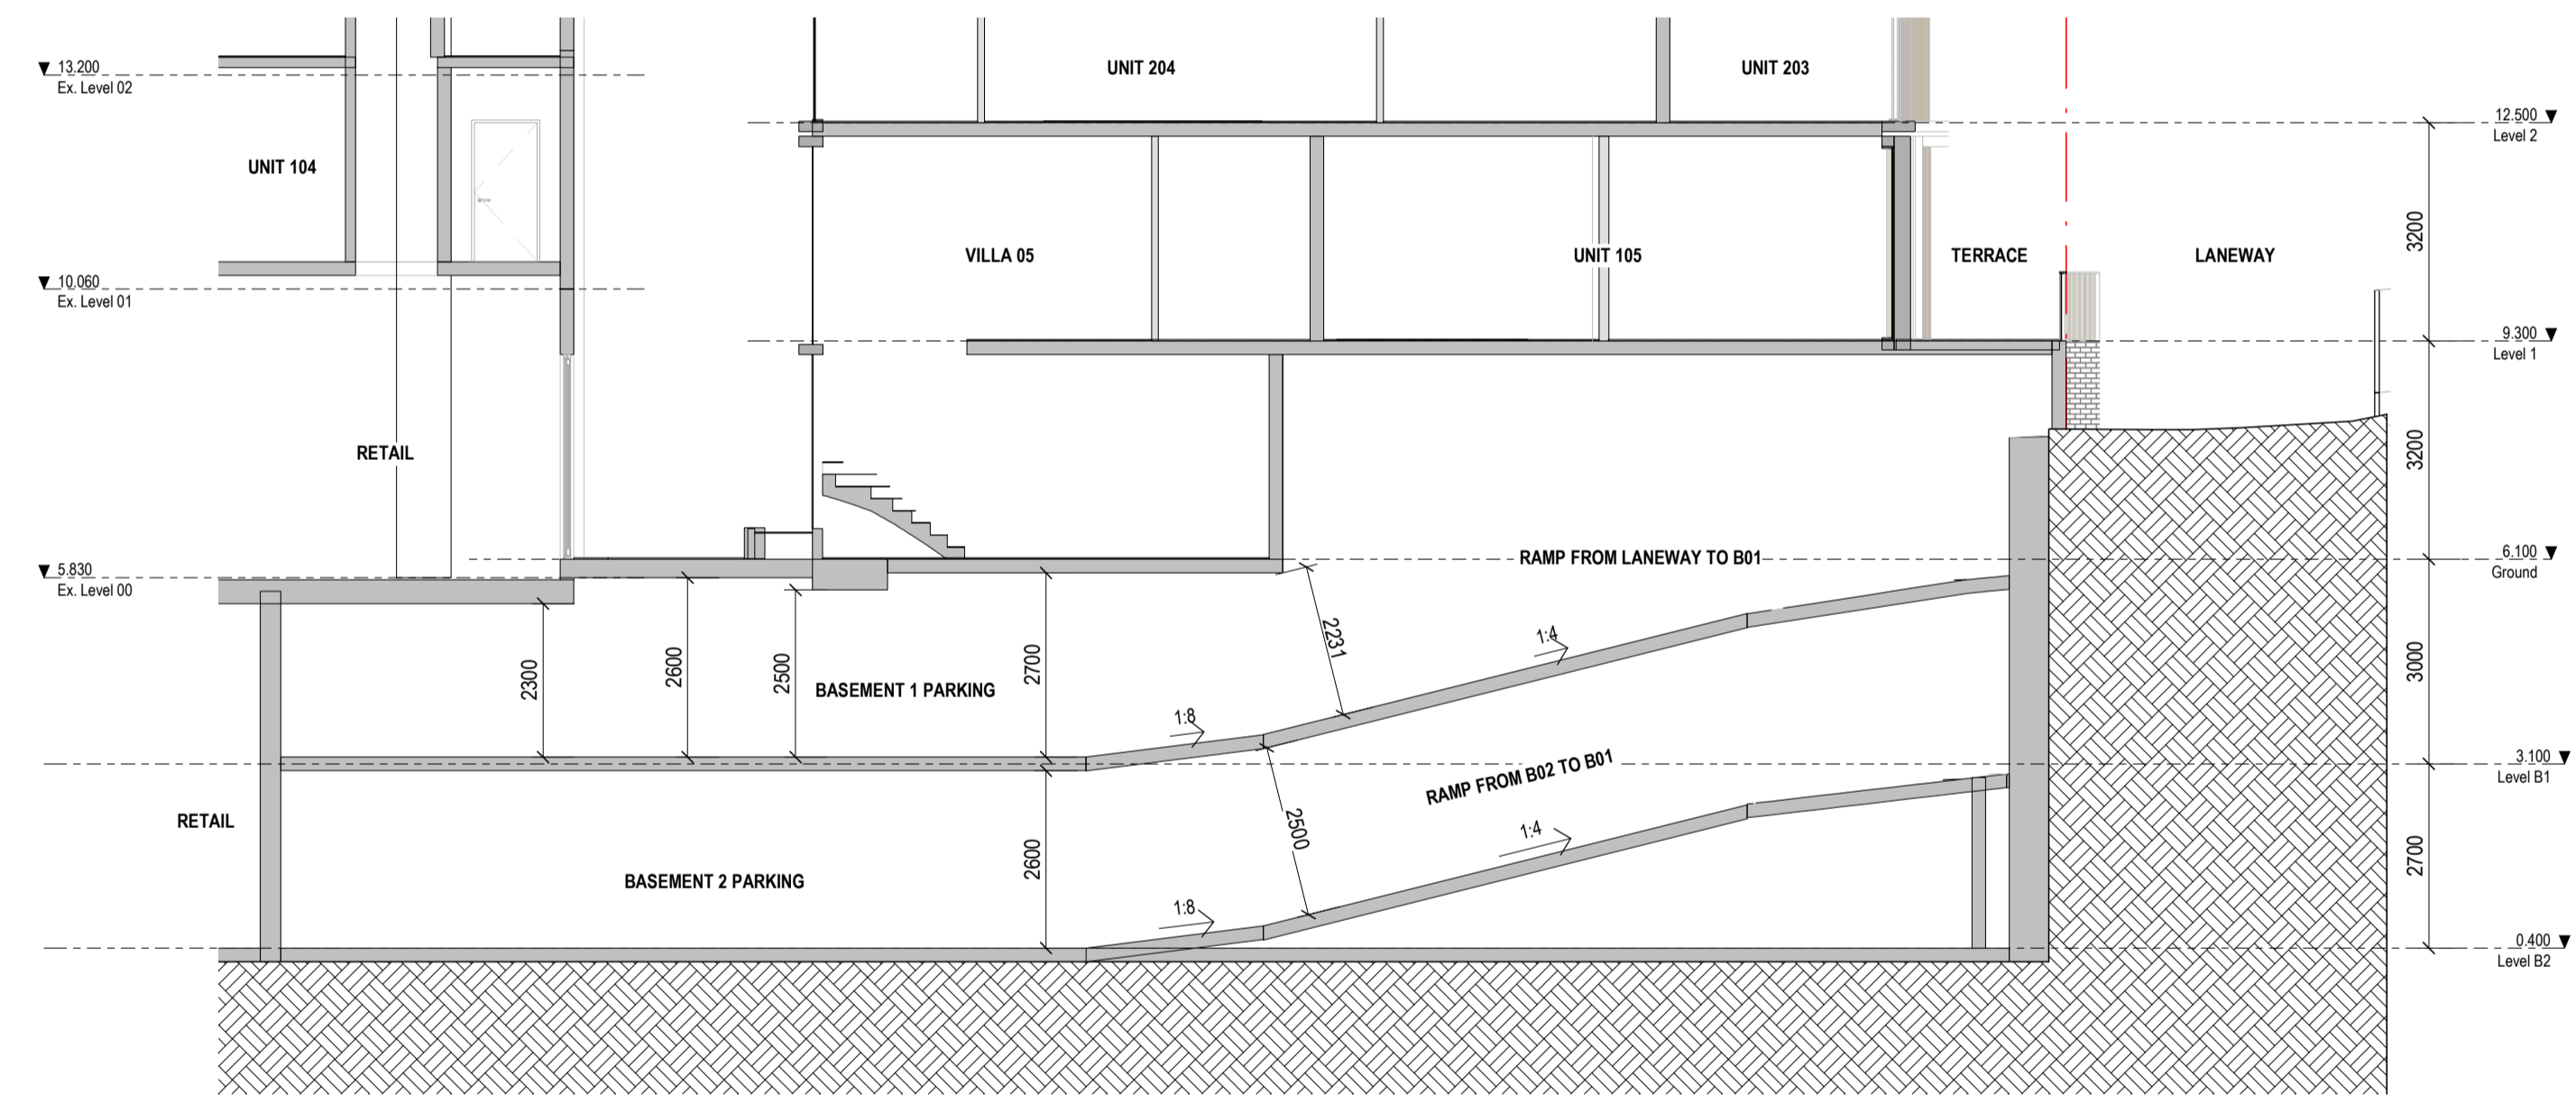 13.200
Ex. Level 02
UNIT 204
UNIT 203
12.500
Level 2
UNIT 104
3200
VILLA 05
UNIT 105
TERRACE
LANEWAY
10.060
Ex. Level 01
9.300
Level 1
RETAIL
3200
RAMP FROM LANEWAY TO B01
6.100
Ground
5.830
Ex. Level 00
2300
2600
2500
2700
2231
1:4
3000
BASEMENT 1 PARKING
1:8
3.100
Level B1
RAMP FROM B02 TO B01
RETAIL
2600
2500
1:4
2700
BASEMENT 2 PARKING
1:8
0.400
Level B2